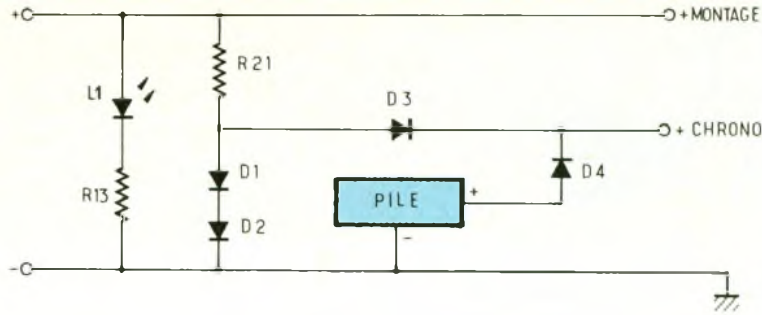 +
+ MONTAGE
R21
L1
D3
+ CHRONO
D1
D4
R13
PILE
+
D2
-
-